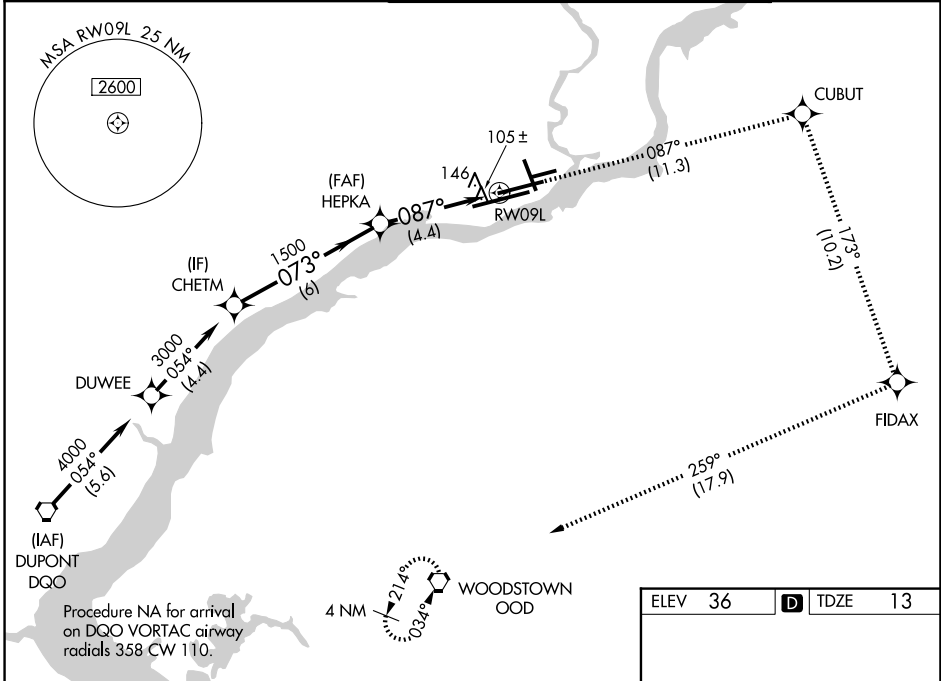 MSA RW09L 25 NM
2600
CUBUT
105 ±
146
(FAF)
HEPKA
087°
(4.4)
RW09L
087°
(11.3)
1500
073°
(6)
(IF)
CHETM
173°
(10.2)
3000
054°
(4.4)
DUWEE
FIDAX
4000
054°
(5.6)
259°
(17.9)
(IAF)
DUPONT
DQO
WOODSTOWN
OOD
4 NM
214°
034°
Procedure NA for arrival
on DQO VORTAC airway
radials 358 CW 110.
ELEV 36 D TDZE 13